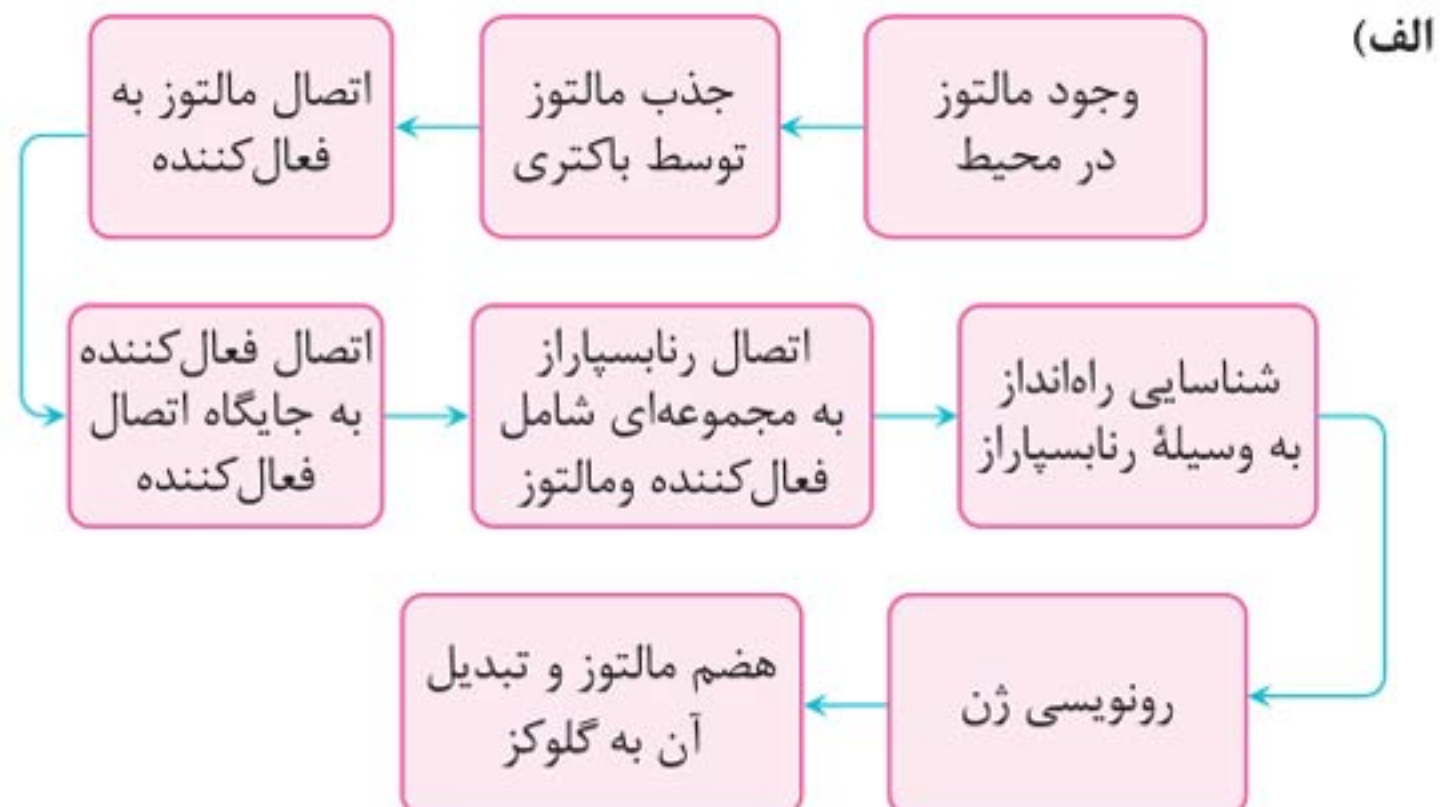 الف)
وجود مالتوز
در محیط
جذب مالتوز
توسط باکتری
اتصال مالتوز به
فعال‌کننده
اتصال فعال‌کننده
به جایگاه اتصال
فعال‌کننده
اتصال رنابسپاراز
به مجموعه‌ای شامل
فعال‌کننده ومالتوز
شناسایی راه‌انداز
به وسیلهٔ رنابسپاراز
رونویسی ژن
هضم مالتوز و تبدیل
آن به گلوکز